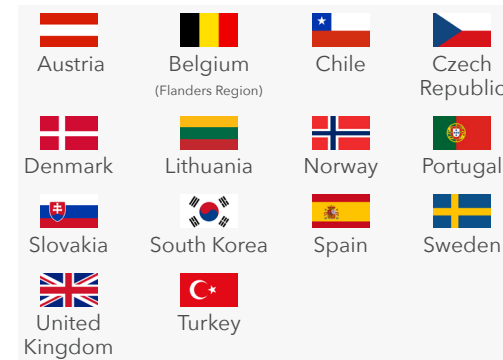 Austria Belgium Chile Czech
(Flanders Region) Republic
Denmark Lithuania Norway Portugal
Slovakia South Korea Spain Sweden
United Turkey
Kingdom